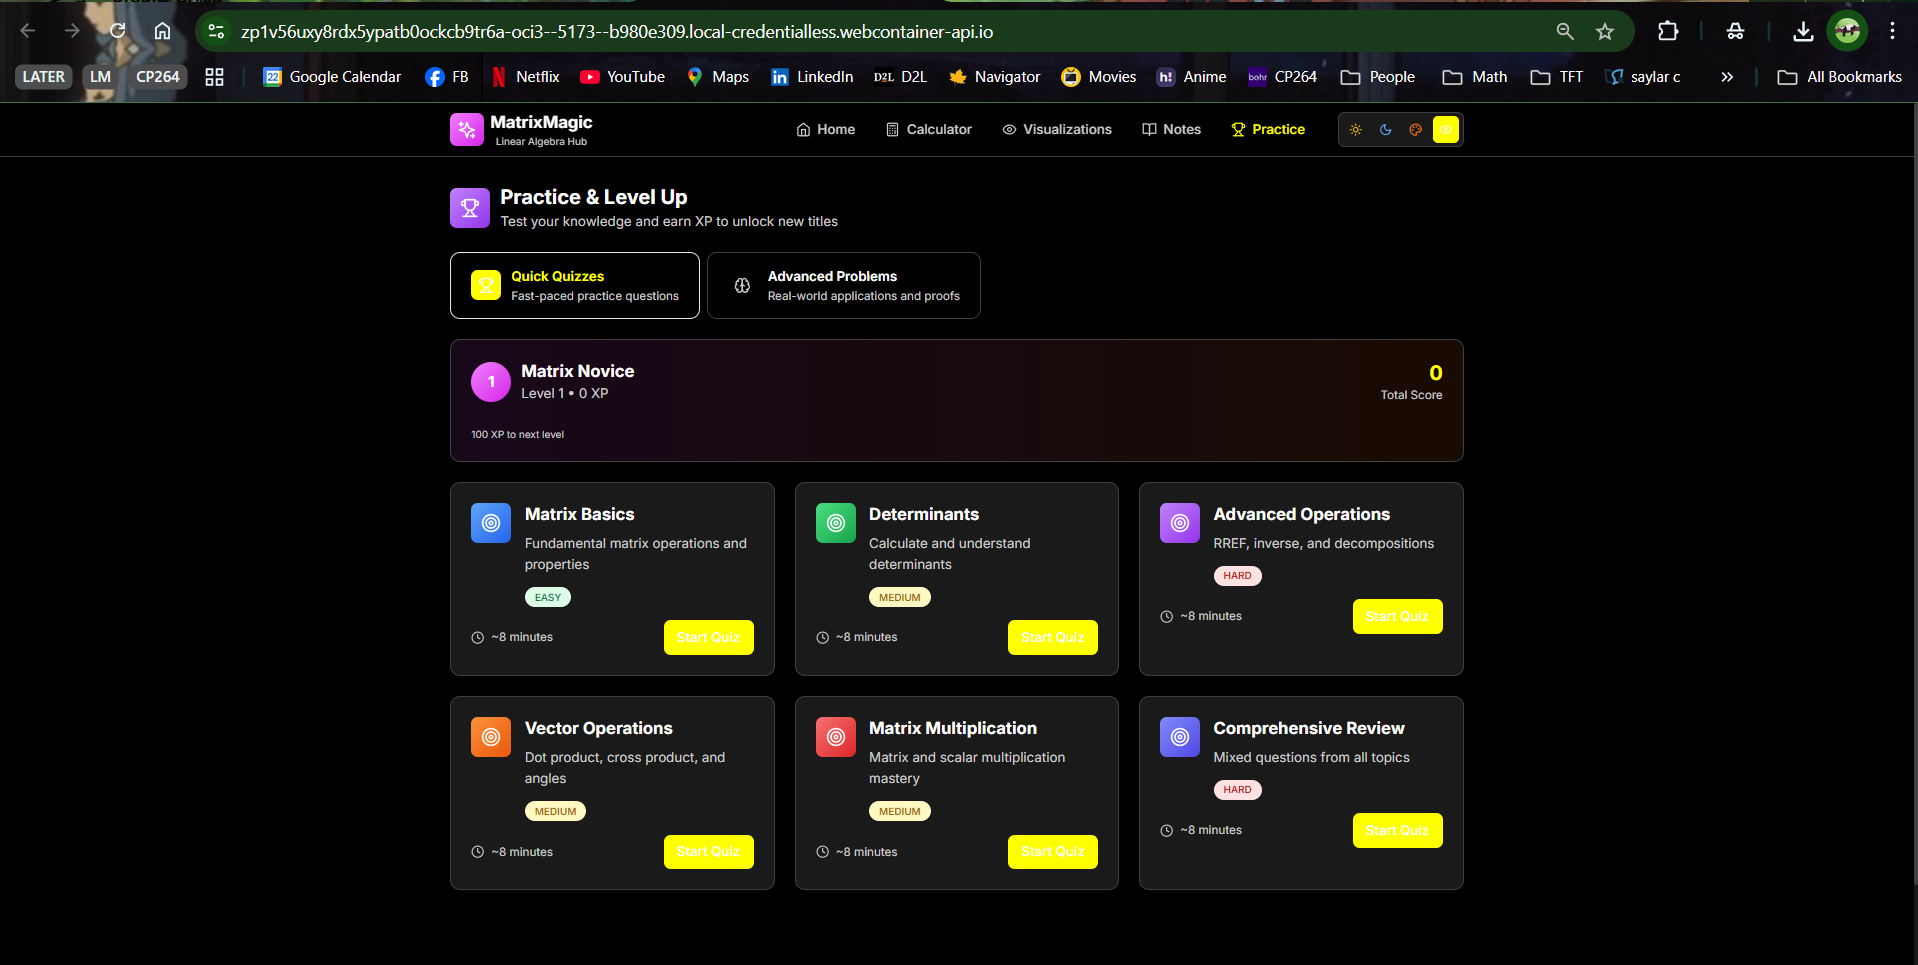 zp1v56uxy8rdx5ypatb0ockcb9tr6a-oci3--5173--b980e309.local-credentialless.webcontainer-api.io
LATER LM CP264 22 Google Calendar FB Netflix YouTube Maps LinkedIn D2L D2L Navigator Movies h! Anime bohr CP264 People Math TFT saylar c » All Bookmarks
MatrixMagic
Linear Algebra Hub
Home Calculator Visualizations Notes Practice
Practice & Level Up
Test your knowledge and earn XP to unlock new titles
Quick Quizzes
Fast-paced practice questions
Advanced Problems
Real-world applications and proofs
1
Matrix Novice
Level 1 • 0 XP
0
Total Score
100 XP to next level
Matrix Basics
Fundamental matrix operations and
properties
EASY
~8 minutes
Start Quiz
Determinants
Calculate and understand
determinants
MEDIUM
~8 minutes
Start Quiz
Advanced Operations
RREF, inverse, and decompositions
HARD
~8 minutes
Start Quiz
Vector Operations
Dot product, cross product, and
angles
MEDIUM
~8 minutes
Start Quiz
Matrix Multiplication
Matrix and scalar multiplication
mastery
MEDIUM
~8 minutes
Start Quiz
Comprehensive Review
Mixed questions from all topics
HARD
~8 minutes
Start Quiz